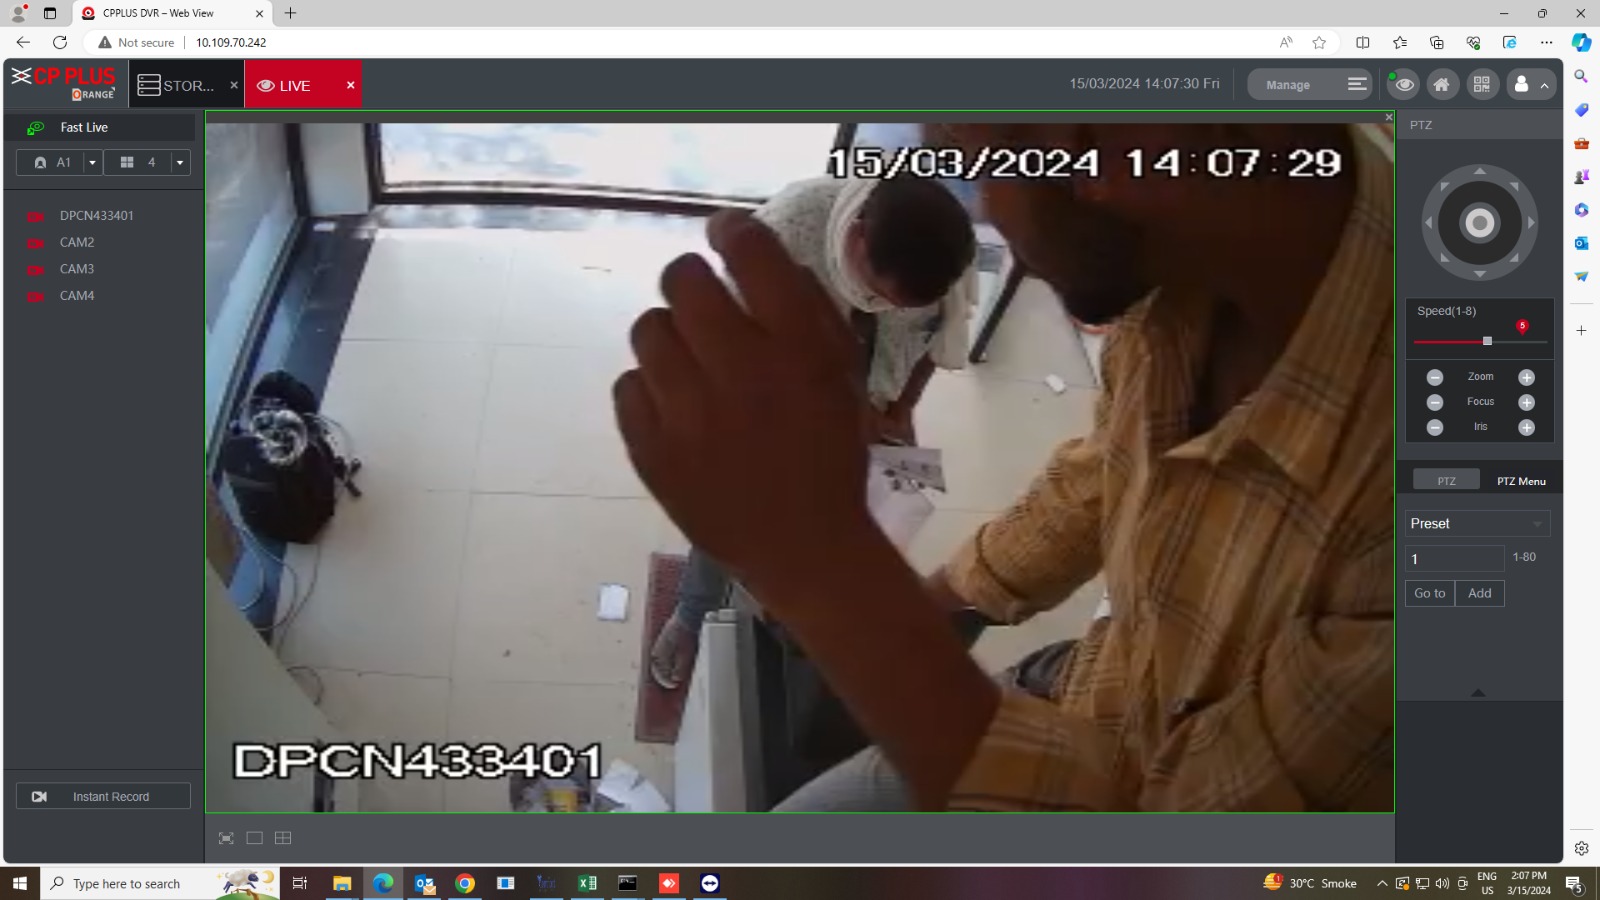 CPPLUS DVR – Web View
Not secure
10.109.70.242
CP PLUS
ORANGE
STOR...
LIVE
15/03/2024 14:07:30 Fri
Manage
Fast Live
A1
4
DPCN433401
CAM2
CAM3
CAM4
Instant Record
15/03/2024 14:07:29
DPCN433401
PTZ
Speed(1-8)
5
Zoom
Focus
Iris
PTZ
PTZ Menu
Preset
1
1-80
Go to
Add
Type here to search
30°C Smoke
ENG
US
2:07 PM
3/15/2024
5